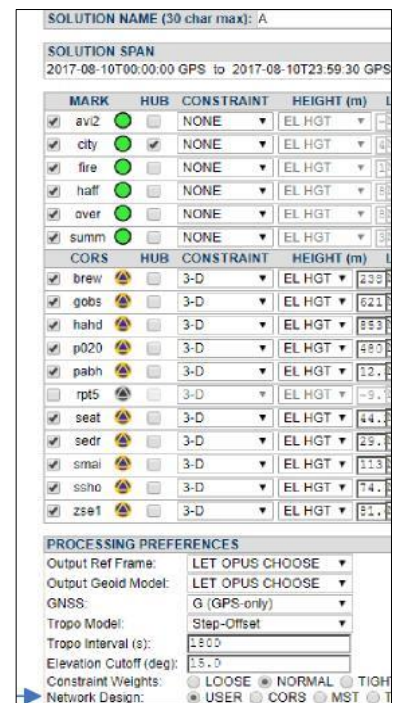 SOLUTION NAME (30 char max): A
SOLUTION SPAN
2017-08-10T00:00:00 GPS to 2017-08-10T23:59:30 GPS
MARK HUB CONSTRAINT HEIGHT (m) L
avi2 NONE EL HGT
city NONE EL HGT
fire NONE EL HGT
haff NONE EL HGT
over NONE EL HGT
summ NONE EL HGT
CORS HUB CONSTRAINT HEIGHT (m) L
brew 3-D EL HGT 238
gobs 3-D EL HGT 621
hahd 3-D EL HGT 853
p020 3-D EL HGT 480
pabh 3-D EL HGT 12.
rpt5 3-D EL HGT -9.
seat 3-D EL HGT 44.
sedr 3-D EL HGT 29.
smai 3-D EL HGT 113
ssho 3-D EL HGT 74.
zse1 3-D EL HGT 81.
PROCESSING PREFERENCES
Output Ref Frame: LET OPUS CHOOSE
Output Geoid Model: LET OPUS CHOOSE
GNSS: G (GPS-only)
Tropo Model: Step-Offset
Tropo Interval (s): 1800
Elevation Cutoff (deg): 15.0
Constraint Weights: LOOSE NORMAL TIGH
Network Design: USER CORS MST T